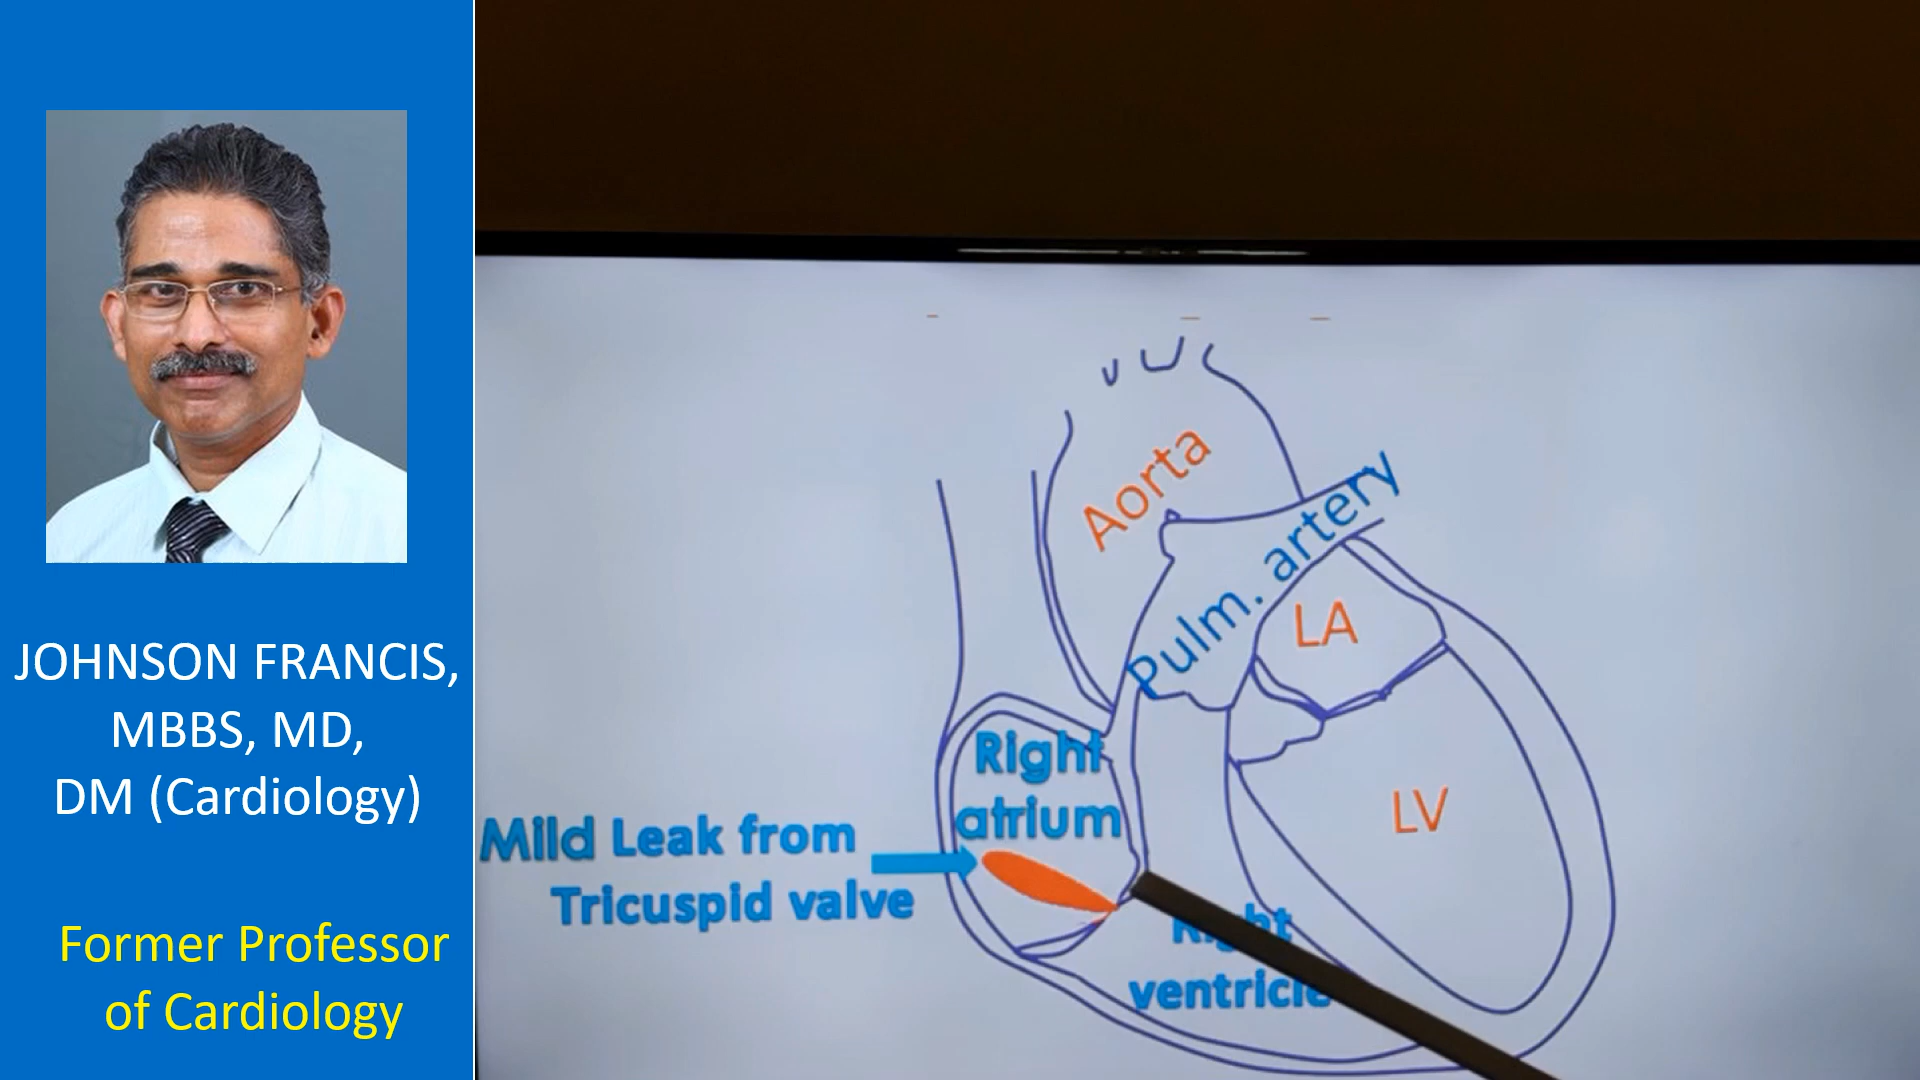 JOHNSON FRANCIS,
MBBS, MD,
DM (Cardiology)
Former Professor
of Cardiology
Aorta
Pulm. artery
LA
Right
atrium
LV
Mild Leak from
Tricuspid valve
Right
ventricle